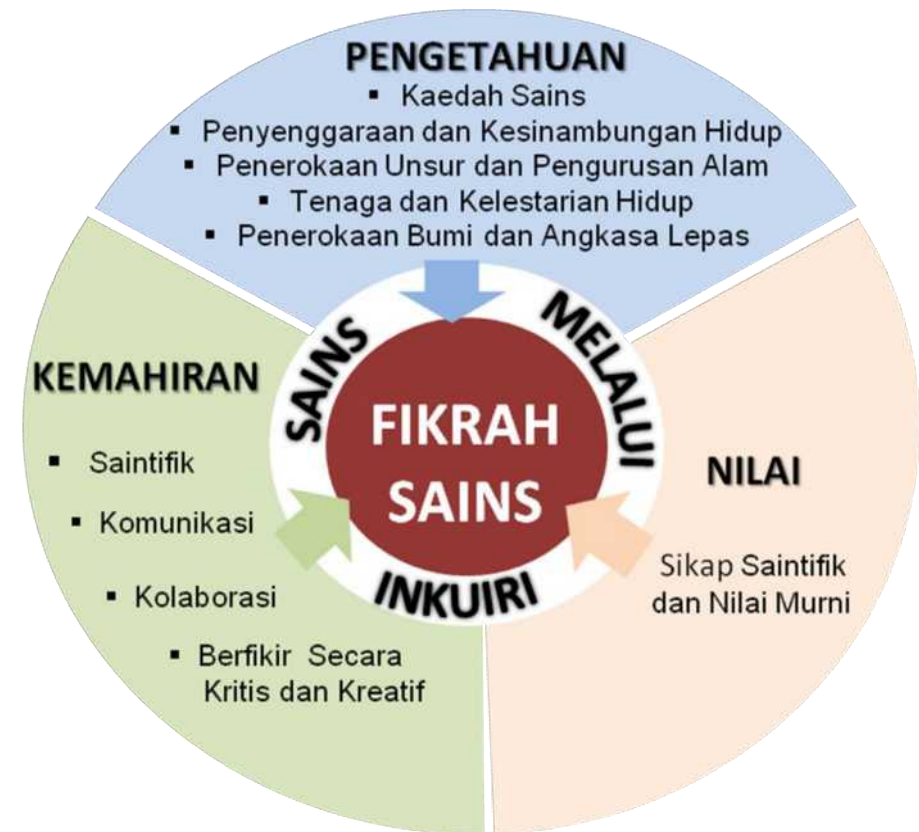 PENGETAHUAN
▪ Kaedah Sains
▪ Penyenggaraan dan Kesinambungan Hidup
▪ Penerokaan Unsur dan Pengurusan Alam
▪ Tenaga dan Kelestarian Hidup
▪ Penerokaan Bumi dan Angkasa Lepas
SAINS
MELALUI
INKUIRI
FIKRAH
SAINS
KEMAHIRAN
▪ Saintifik
▪ Komunikasi
▪ Kolaborasi
▪ Berfikir Secara
Kritis dan Kreatif
NILAI
Sikap Saintifik
dan Nilai Murni